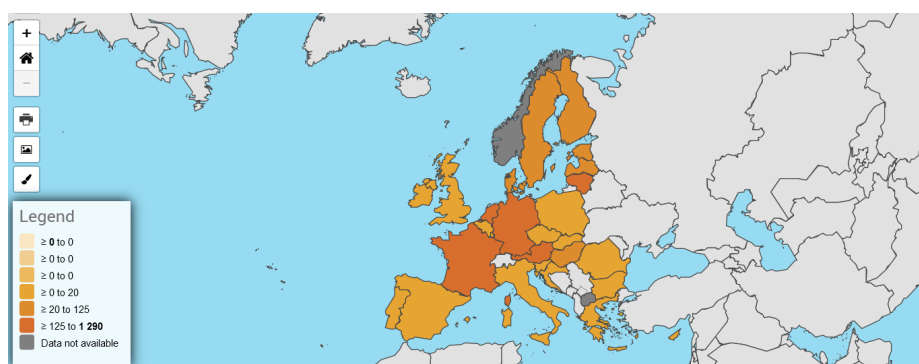 +
−
Legend
≥ 0 to 0
≥ 0 to 0
≥ 0 to 0
≥ 0 to 20
≥ 20 to 125
≥ 125 to 1 290
Data not available